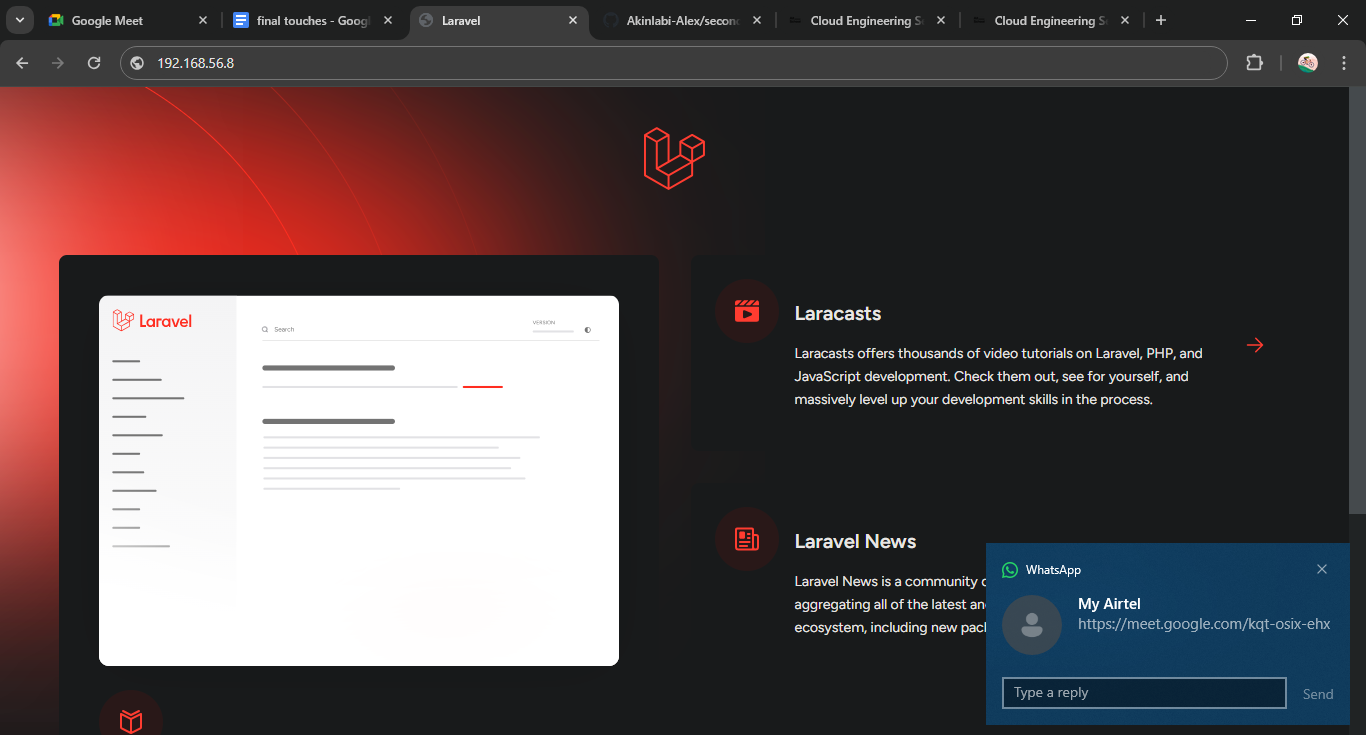 Google Meet
final touches - Googl
Laravel
Akinlabi-Alex/second
Cloud Engineering Se
Cloud Engineering Se
192.168.56.8
Laravel
Search
VERSION
Laracasts
Laracasts offers thousands of video tutorials on Laravel, PHP, and
JavaScript development. Check them out, see for yourself, and
massively level up your development skills in the process.
Laravel News
Laravel News is a community
aggregating all of the latest an
ecosystem, including new pac
WhatsApp
My Airtel
https://meet.google.com/kqt-osix-ehx
Type a reply
Send